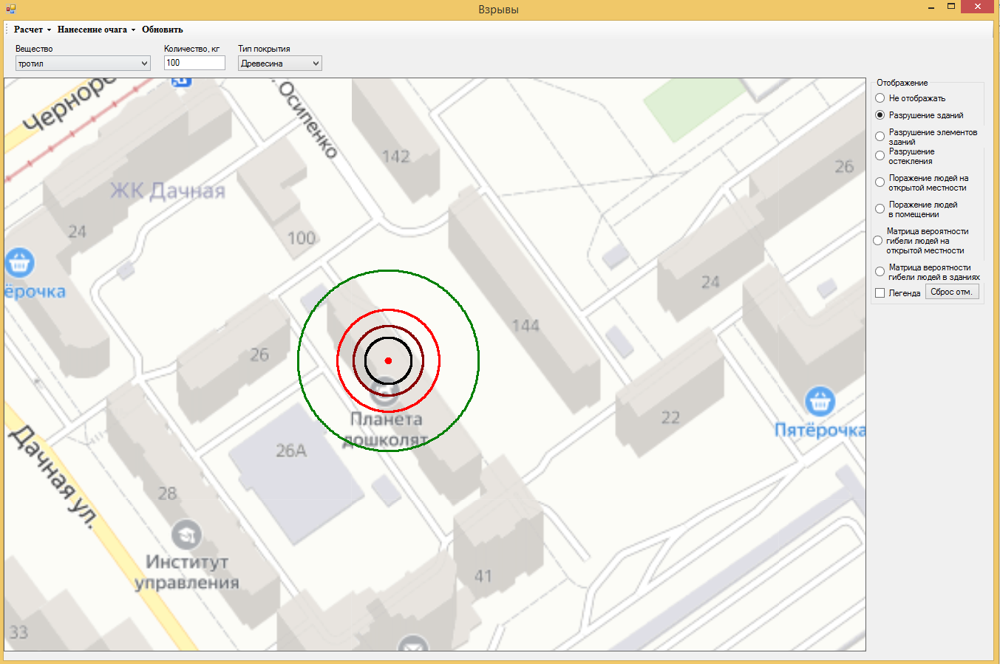 Взрывы
Расчет
Нанесение очага
Обновить
Вещество
Количество, кг
Тип покрытия
тротил
100
Древесина
Отображение
Не отображать
Разрушение зданий
Разрушение элементов
зданий
Разрушение
остекления
Поражение людей на
открытой местности
Поражение людей
в помещении
Матрица вероятности
гибели людей на
открытой местности
Матрица вероятности
гибели людей в зданиях
Легенда
Сброс отм.
Черноре
. Осипенко
142
26
ЖК Дачная
24
100
ёрочка
24
144
26
Планета
дошколят
22
Пятёрочка
26А
28
Дачная ул.
Институт
управления
41
33